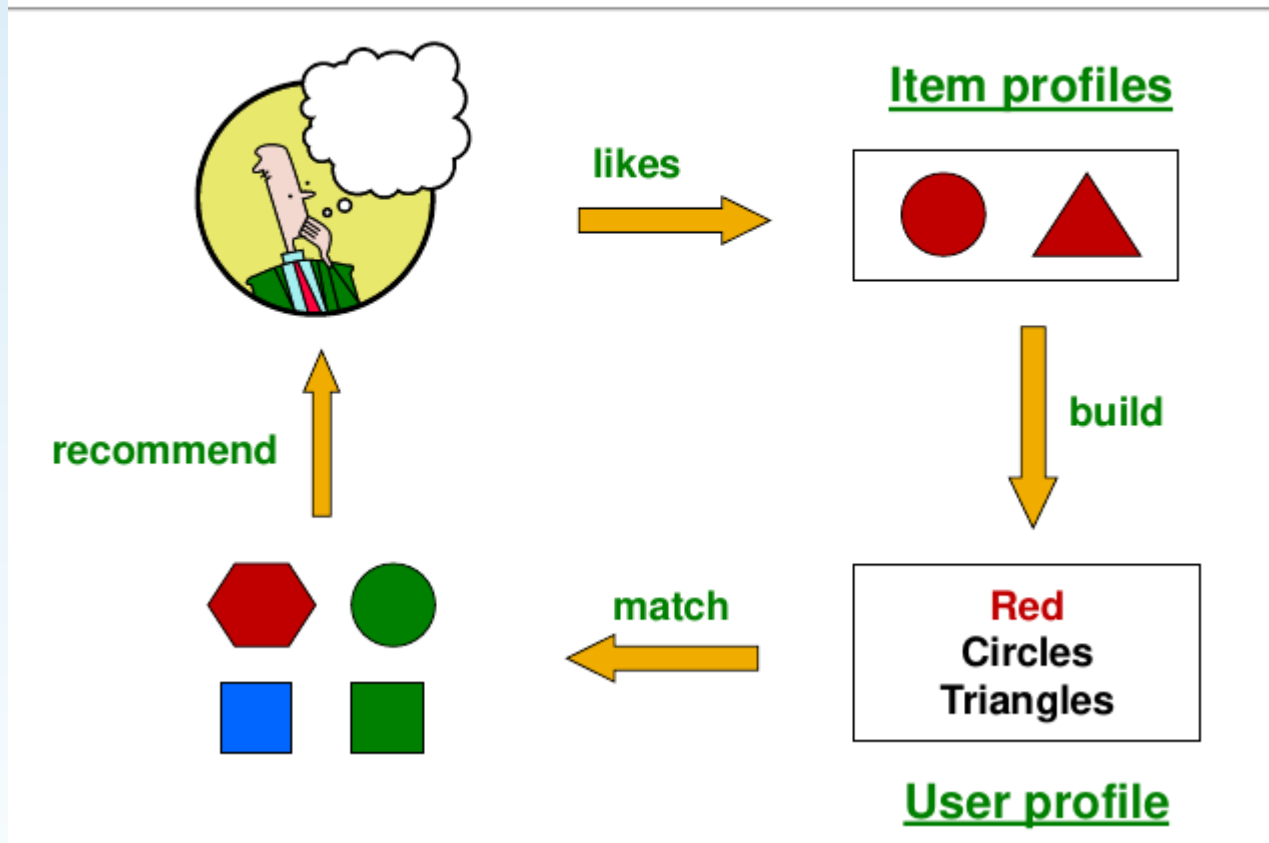 Item profiles
likes
build
recommend
match
Red
Circles
Triangles
User profile